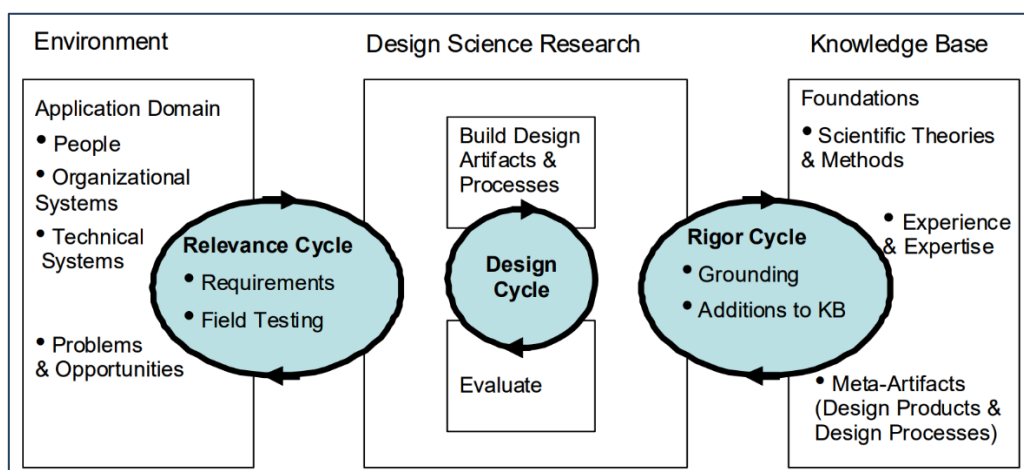 Environment
Design Science Research
Knowledge Base
Application Domain
• People
• Organizational
Systems
• Technical
Systems
• Problems
& Opportunities
Relevance Cycle
• Requirements
• Field Testing
Build Design
Artifacts &
Processes
Design
Cycle
Evaluate
Rigor Cycle
• Grounding
• Additions to KB
Foundations
• Scientific Theories
& Methods
• Experience
& Expertise
• Meta-Artifacts
(Design Products &
Design Processes)